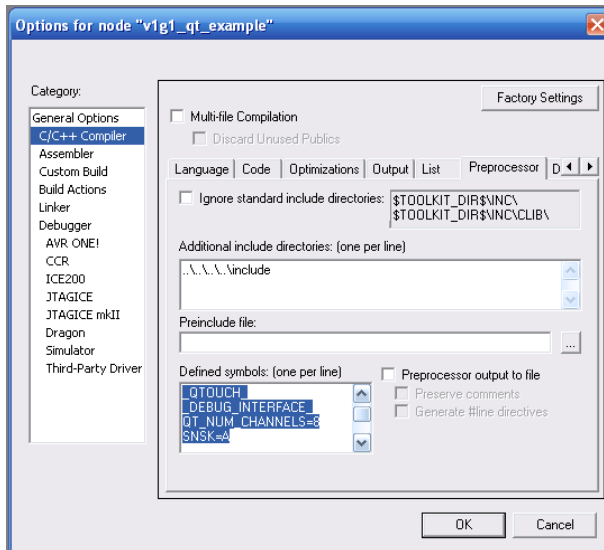 Options for node "v1g1_qt_example"
Category:
General Options
C/C++ Compiler
Assembler
Custom Build
Build Actions
Linker
Debugger
AVR ONE!
CCR
ICE200
JTAGICE
JTAGICE mkII
Dragon
Simulator
Third-Party Driver
Factory Settings
Multi-file Compilation
Discard Unused Publics
Language Code Optimizations Output List Preprocessor D
Ignore standard include directories: $TOOLKIT_DIR$\INC\
$TOOLKIT_DIR$\INC\CLIB\
Additional include directories: (one per line)
..\..\..\..\include
Preinclude file:
...
Defined symbols: (one per line)
_QTOUCH_
_DEBUG_INTERFACE_
QT_NUM_CHANNELS=8
SNSK=A
Preprocessor output to file
Preserve comments
Generate #line directives
OK Cancel